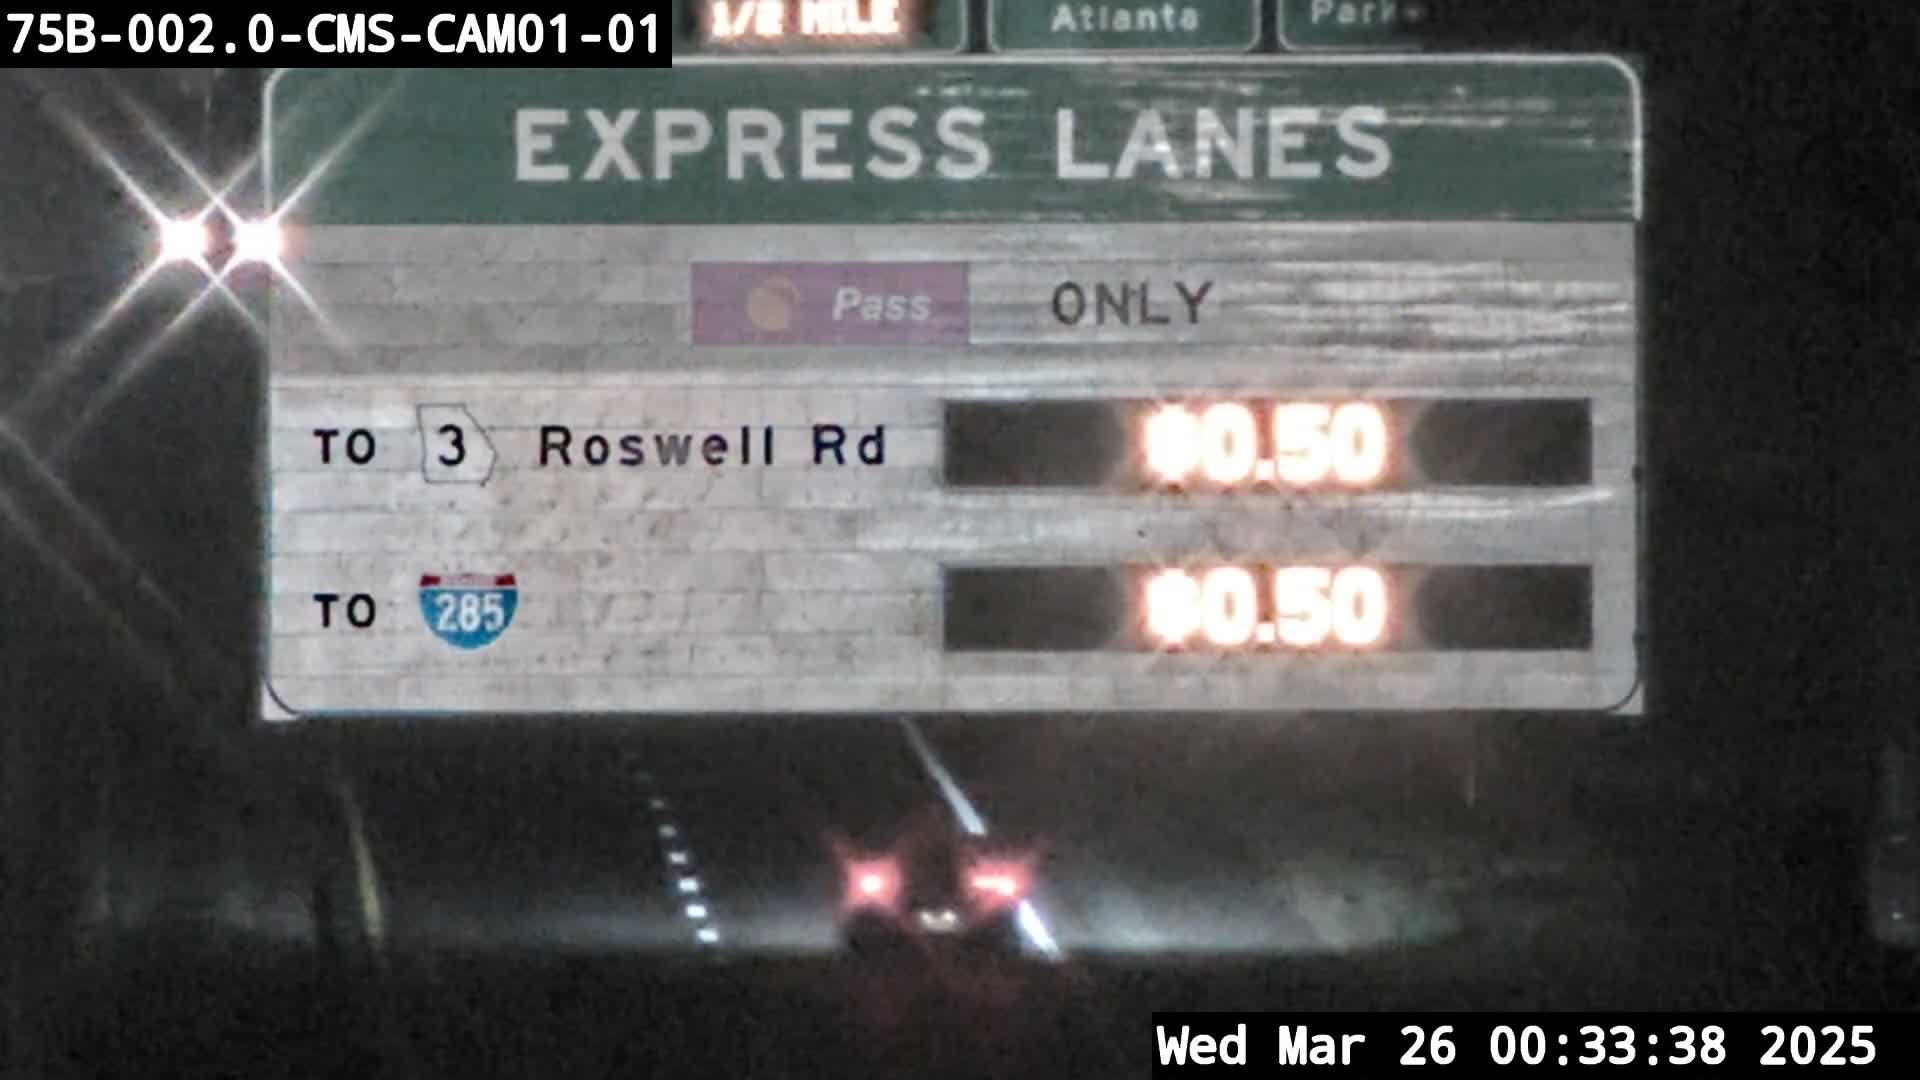 75B-002.0-CMS-CAM01-01
1/2 MILE
Atlanta
EXPRESS LANES
Pass ONLY
TO 3 Roswell Rd $0.50
TO 285 $0.50
Wed Mar 26 00:33:38 2025